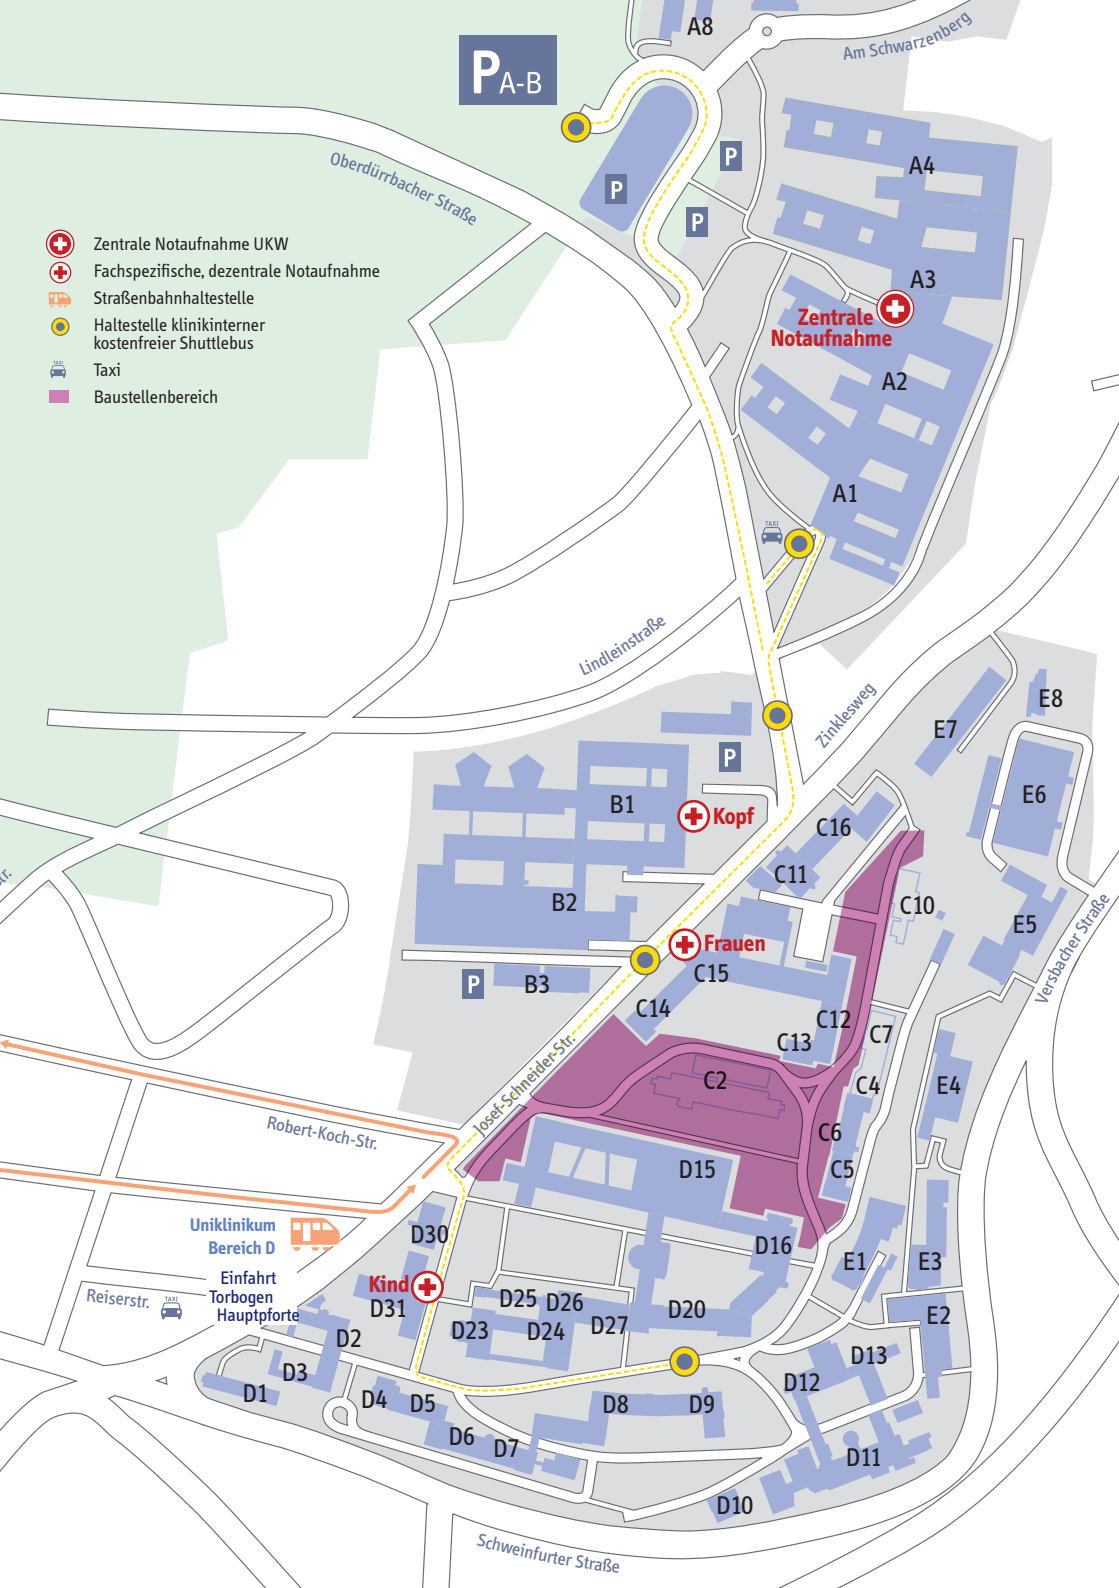 A8
Am Schwarzenberg
PA-B
Oberdürrbacher Straße
P
P
P
A4
A3
Zentrale Notaufnahme UKW
Fachspezifische, dezentrale Notaufnahme
Straßenbahnhaltestelle
Haltestelle klinikinterner
kostenfreier Shuttlebus
TAXI
Taxi
Baustellenbereich
Zentrale
Notaufnahme
A2
A1
TAXI
Lindleinstraße
Zinklesweg
E8
E7
E6
P
B1
Kopf
C16
C11
B2
C10
E5
Frauen
C15
P
B3
C14
C12
C13
C7
Versbacher Straße
Josef-Schneider-Str.
C2
C4
E4
Robert-Koch-Str.
C6
C5
D15
Uniklinikum
Bereich D
D30
D16
E1
E3
Einfahrt
Torbogen
Hauptpforte
Reiserstr.
TAXI
Kind
D31
D25
D26
D20
E2
D23
D24
D27
D2
D13
D3
D12
D1
D4
D5
D8
D9
D6
D7
D11
D10
Schweinfurter Straße
tr.